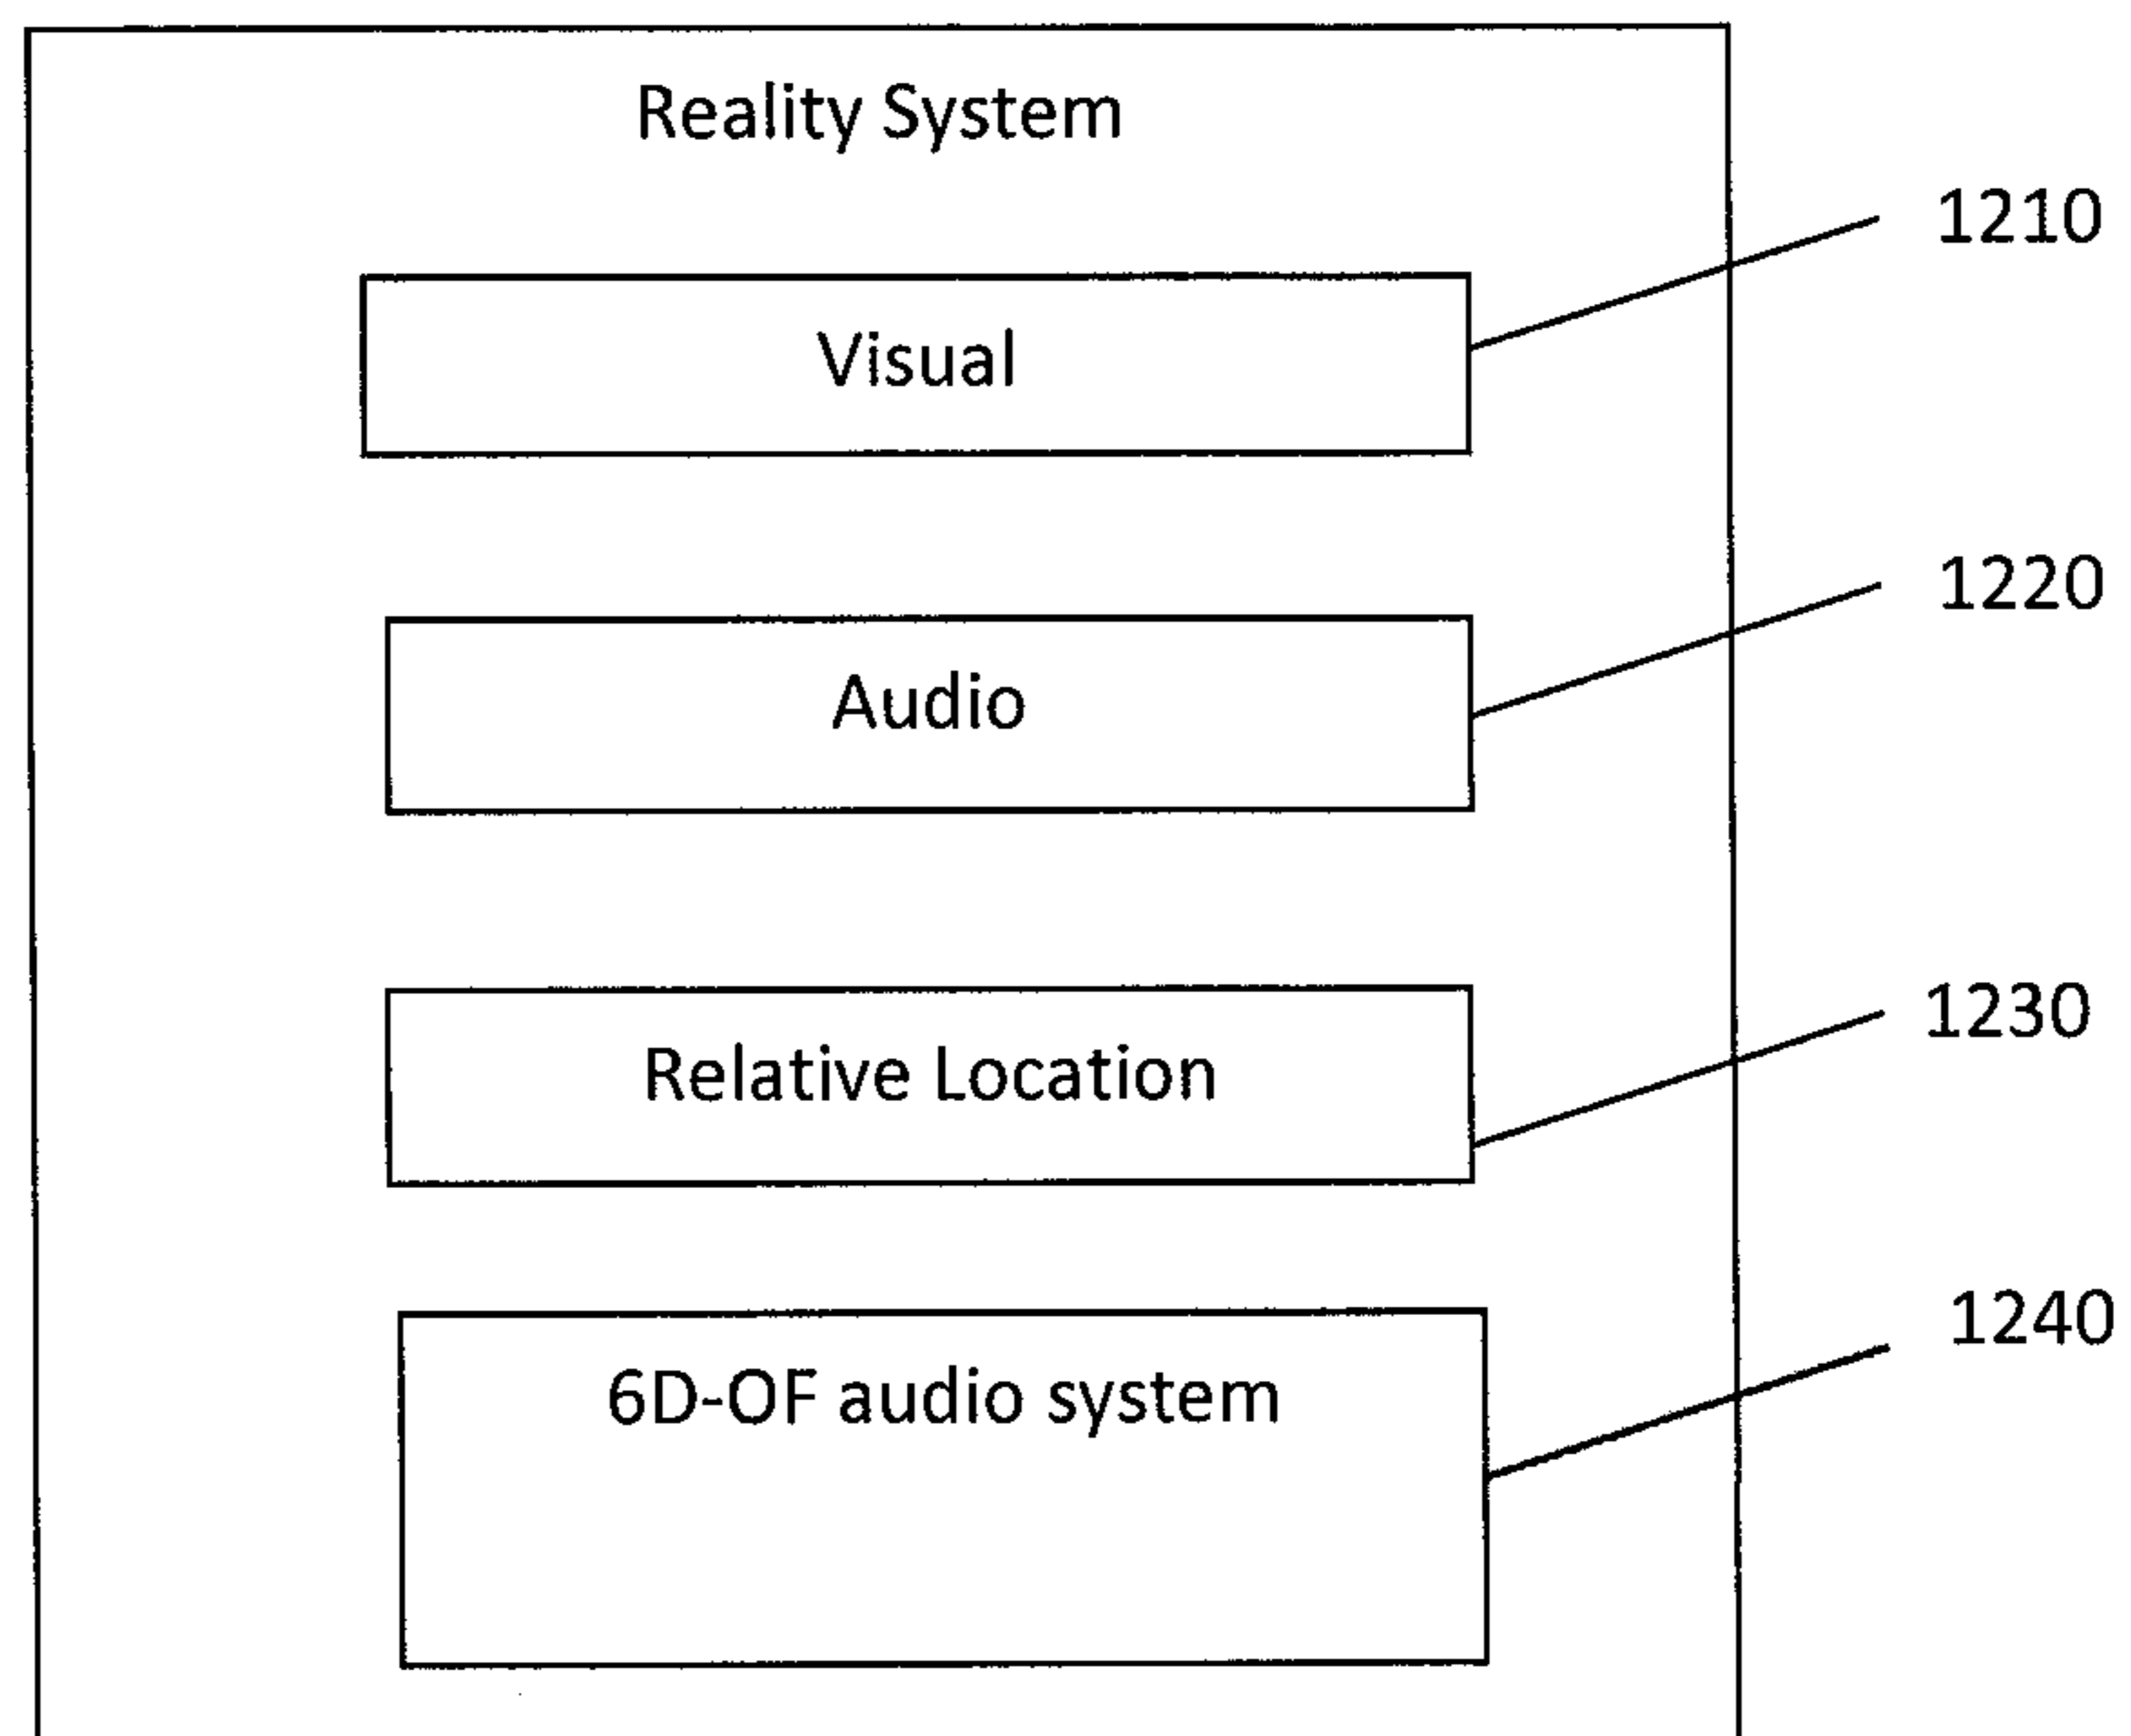 Reality System
1210
Visual
1220
Audio
1230
Relative Location
1240
6D-OF audio system